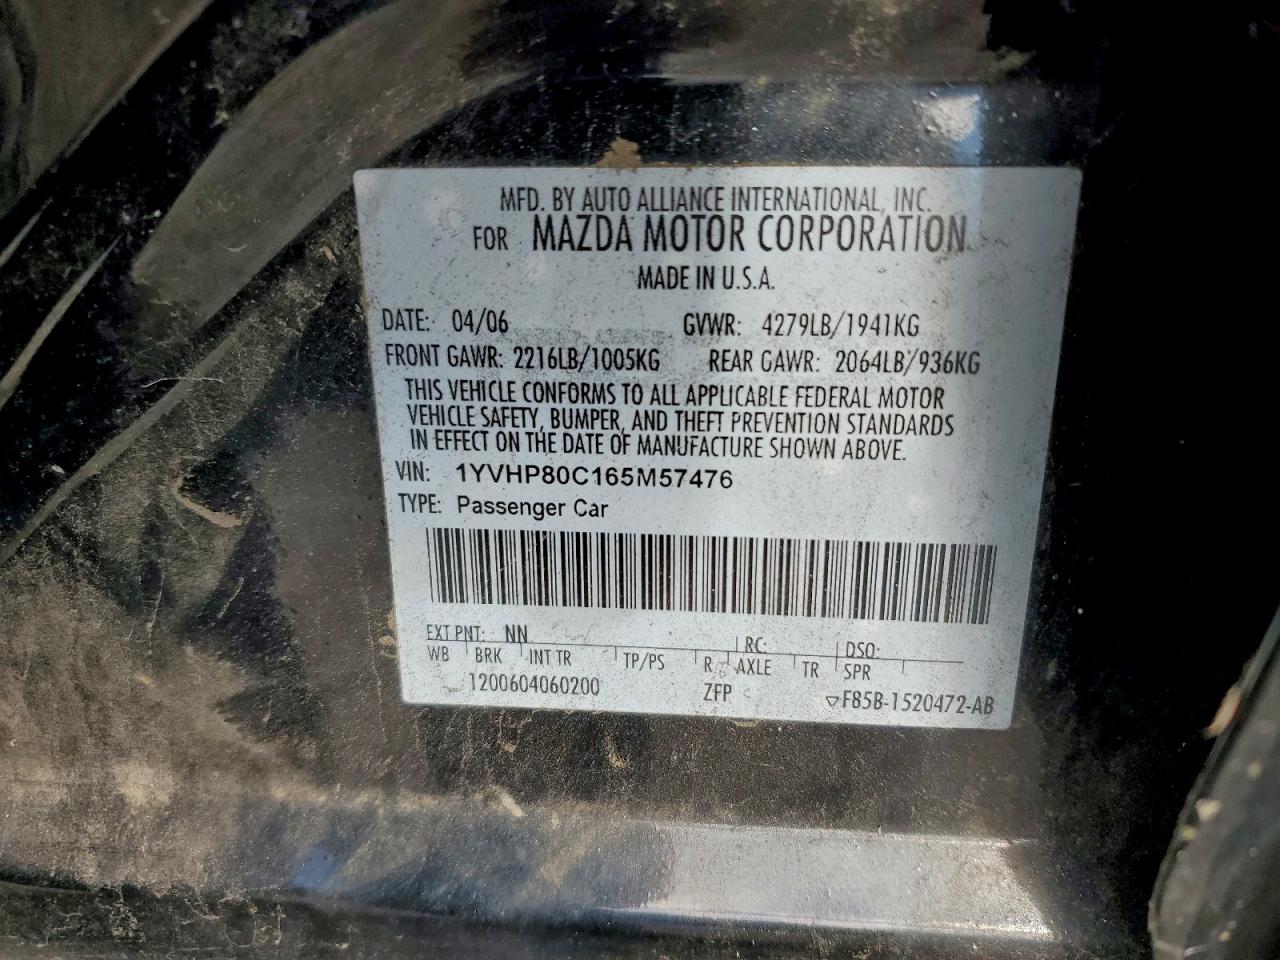 MFD. BY AUTO ALLIANCE INTERNATIONAL, INC.
FOR MAZDA MOTOR CORPORATION
MADE IN U.S.A.
DATE: 04/06 GVWR: 4279LB/1941KG
FRONT GAWR: 2216LB/1005KG REAR GAWR: 2064LB/936KG
THIS VEHICLE CONFORMS TO ALL APPLICABLE FEDERAL MOTOR
VEHICLE SAFETY, BUMPER, AND THEFT PREVENTION STANDARDS
IN EFFECT ON THE DATE OF MANUFACTURE SHOWN ABOVE.
VIN: 1YVHP80C165M57476
TYPE: Passenger Car
EXT PNT: NN RC: DSO:
WB BRK INT TR TP/PS R AXLE TR SPR
1200604060200 ZFP ▽F85B-1520472-AB